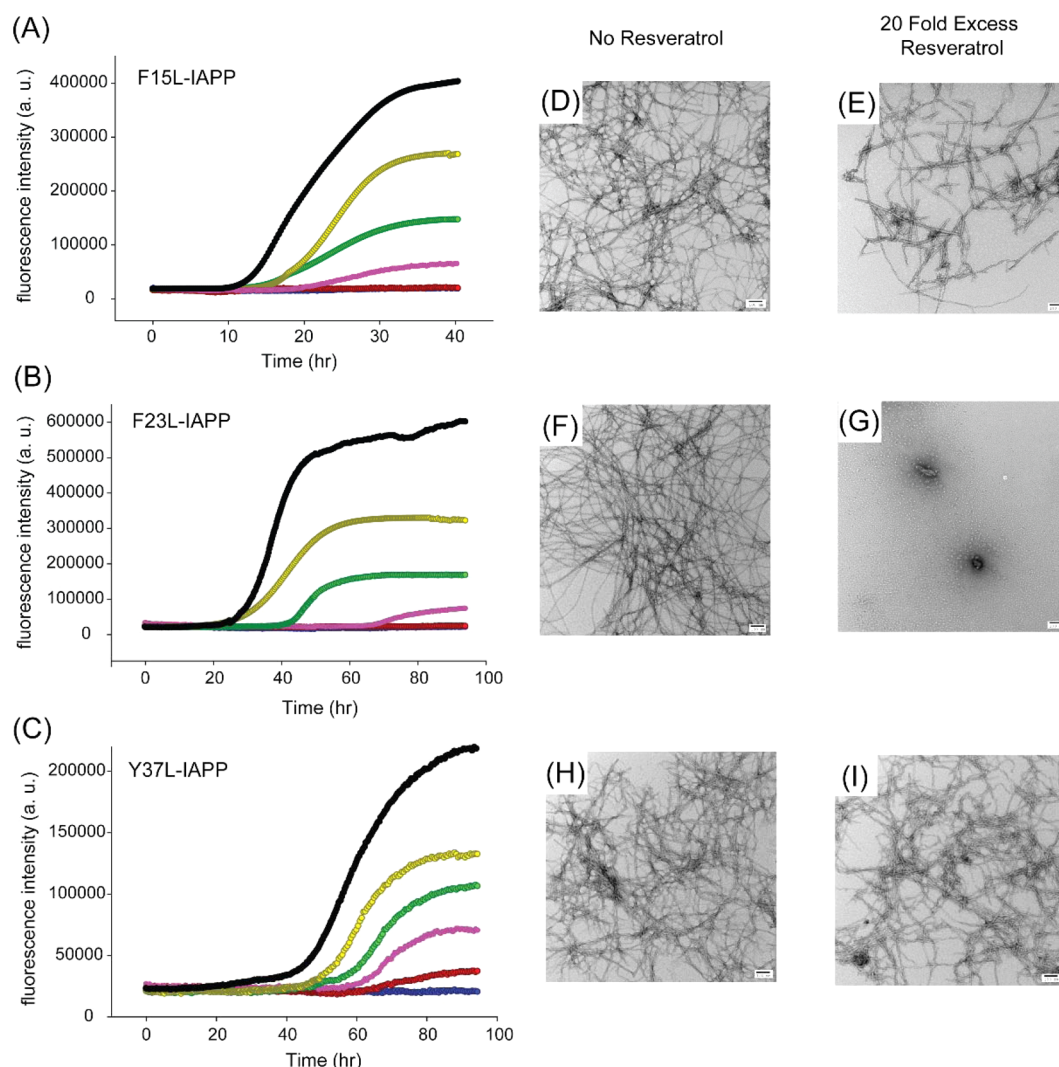 No Resveratrol
20 Fold Excess
Resveratrol
(A)
F15L-IAPP
fluorescence intensity (a. u.)
400000
300000
200000
100000
0
0 10 20 30 40
Time (hr)
(D)
(E)
(B)
F23L-IAPP
fluorescence intensity (a. u.)
600000
500000
400000
300000
200000
100000
0
0 20 40 60 80 100
Time (hr)
(F)
(G)
(C)
Y37L-IAPP
fluorescence intensity (a. u.)
200000
150000
100000
50000
0
0 20 40 60 80 100
Time (hr)
(H)
(I)